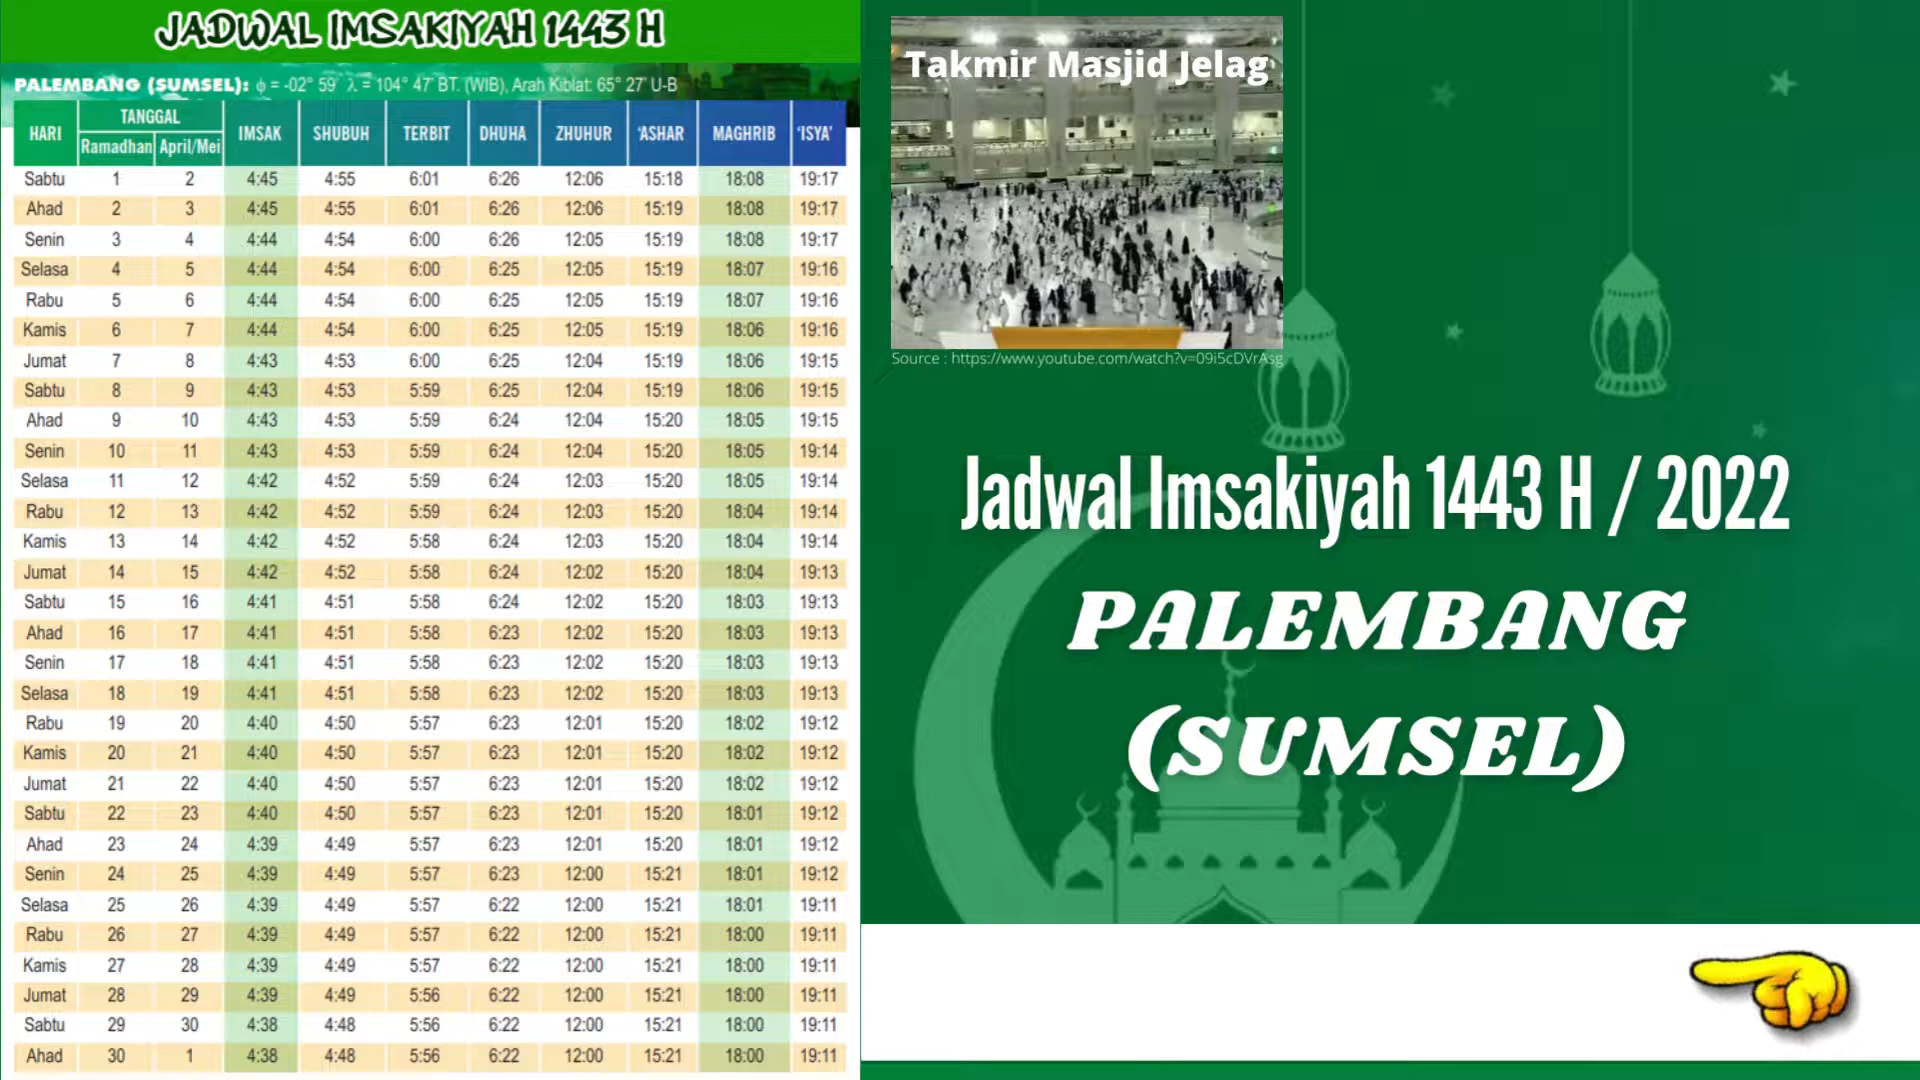 JADWAL IMSAKIYAH 1443 H
PALEMBANG (SUMSEL): ϕ = -02° 59' λ = 104° 47' BT. (WIB), Arah Kiblat: 65° 27' U-B
HARI TANGGAL IMSAK SHUBUH TERBIT DHUHA ZHUHUR 'ASHAR MAGHRIB 'ISYA'
Ramadhan April/Mei
Sabtu 1 2 4:45 4:55 6:01 6:26 12:06 15:18 18:08 19:17
Ahad 2 3 4:45 4:55 6:01 6:26 12:06 15:19 18:08 19:17
Senin 3 4 4:44 4:54 6:00 6:26 12:05 15:19 18:08 19:17
Selasa 4 5 4:44 4:54 6:00 6:25 12:05 15:19 18:07 19:16
Rabu 5 6 4:44 4:54 6:00 6:25 12:05 15:19 18:07 19:16
Kamis 6 7 4:44 4:54 6:00 6:25 12:05 15:19 18:06 19:16
Jumat 7 8 4:43 4:53 6:00 6:25 12:04 15:19 18:06 19:15
Sabtu 8 9 4:43 4:53 5:59 6:25 12:04 15:19 18:06 19:15
Ahad 9 10 4:43 4:53 5:59 6:24 12:04 15:20 18:05 19:15
Senin 10 11 4:43 4:53 5:59 6:24 12:04 15:20 18:05 19:14
Selasa 11 12 4:42 4:52 5:59 6:24 12:03 15:20 18:05 19:14
Rabu 12 13 4:42 4:52 5:59 6:24 12:03 15:20 18:04 19:14
Kamis 13 14 4:42 4:52 5:58 6:24 12:03 15:20 18:04 19:14
Jumat 14 15 4:42 4:52 5:58 6:24 12:02 15:20 18:04 19:13
Sabtu 15 16 4:41 4:51 5:58 6:24 12:02 15:20 18:03 19:13
Ahad 16 17 4:41 4:51 5:58 6:23 12:02 15:20 18:03 19:13
Senin 17 18 4:41 4:51 5:58 6:23 12:02 15:20 18:03 19:13
Selasa 18 19 4:41 4:51 5:58 6:23 12:02 15:20 18:03 19:13
Rabu 19 20 4:40 4:50 5:57 6:23 12:01 15:20 18:02 19:12
Kamis 20 21 4:40 4:50 5:57 6:23 12:01 15:20 18:02 19:12
Jumat 21 22 4:40 4:50 5:57 6:23 12:01 15:20 18:02 19:12
Sabtu 22 23 4:40 4:50 5:57 6:23 12:01 15:20 18:01 19:12
Ahad 23 24 4:39 4:49 5:57 6:23 12:01 15:20 18:01 19:12
Senin 24 25 4:39 4:49 5:57 6:23 12:00 15:21 18:01 19:12
Selasa 25 26 4:39 4:49 5:57 6:22 12:00 15:21 18:01 19:11
Rabu 26 27 4:39 4:49 5:57 6:22 12:00 15:21 18:00 19:11
Kamis 27 28 4:39 4:49 5:57 6:22 12:00 15:21 18:00 19:11
Jumat 28 29 4:39 4:49 5:56 6:22 12:00 15:21 18:00 19:11
Sabtu 29 30 4:38 4:48 5:56 6:22 12:00 15:21 18:00 19:11
Ahad 30 1 4:38 4:48 5:56 6:22 12:00 15:21 18:00 19:11
Takmir Masjid Jelag
Source : https://www.youtube.com/watch?v=09i5cDVrAsg
Jadwal Imsakiyah 1443 H / 2022
PALEMBANG
(SUMSEL)